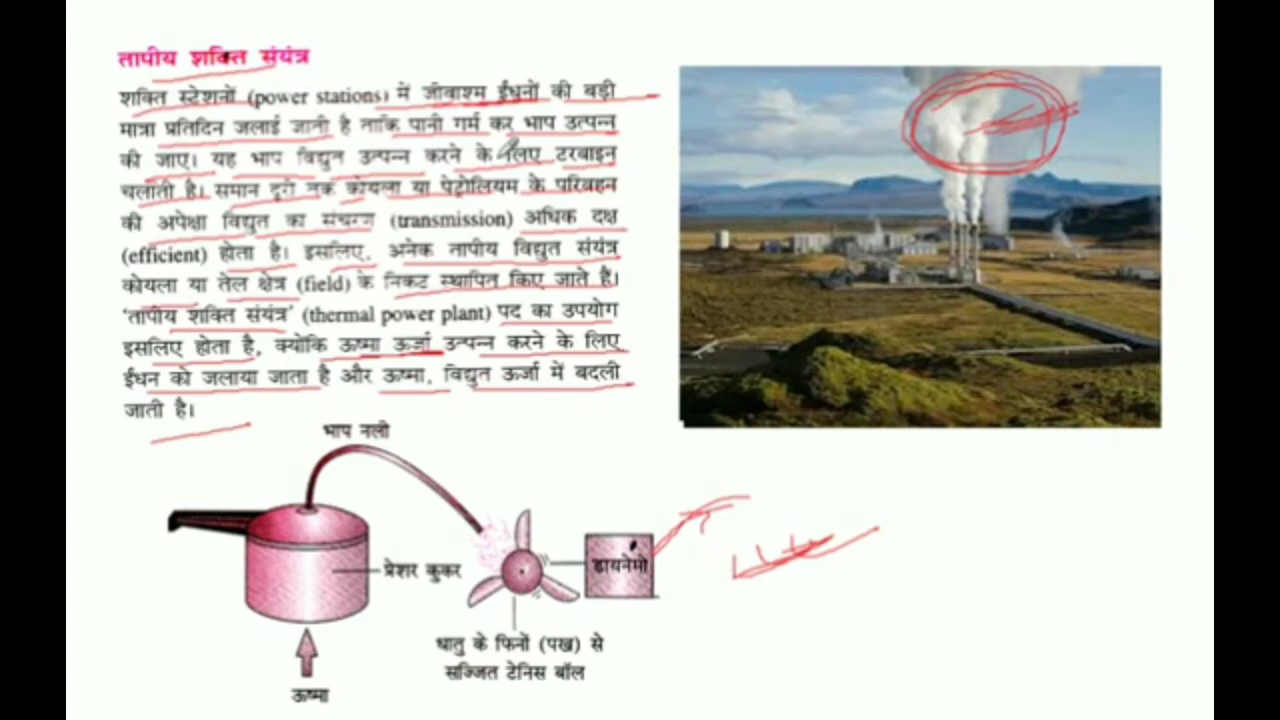 तापीय शक्ति संयंत्र
शक्ति स्टेशनों (power stations) में जीवाश्म ईंधनों की बड़ी
मात्रा प्रतिदिन जलाई जाती है ताकि पानी गर्म कर भाप उत्पन्न
की जाए। यह भाप विद्युत उत्पन्न करने के लिए टरबाइन
चलाती है। समान दूरी तक कोयला या पेट्रोलियम के परिवहन
की अपेक्षा विद्युत का संचरण (transmission) अधिक दक्ष
(efficient) होता है। इसलिए, अनेक तापीय विद्युत संयंत्र
कोयला या तेल क्षेत्र (field) के निकट स्थापित किए जाते हैं।
'तापीय शक्ति संयंत्र' (thermal power plant) पद का उपयोग
इसलिए होता है, क्योंकि ऊष्मा ऊर्जा उत्पन्न करने के लिए
ईंधन को जलाया जाता है और ऊष्मा, विद्युत ऊर्जा में बदली
जाती है।
भाप नली
प्रेशर कुकर
डायनेमो
धातु के फिनों (पंख) से
सज्जित टेनिस बॉल
ऊष्मा